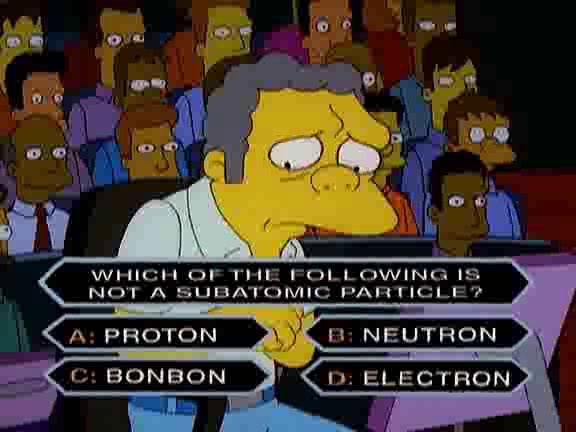 WHICH OF THE FOLLOWING IS
NOT A SUBATOMIC PARTICLE?
A: PROTON
B: NEUTRON
C: BONBON
D: ELECTRON